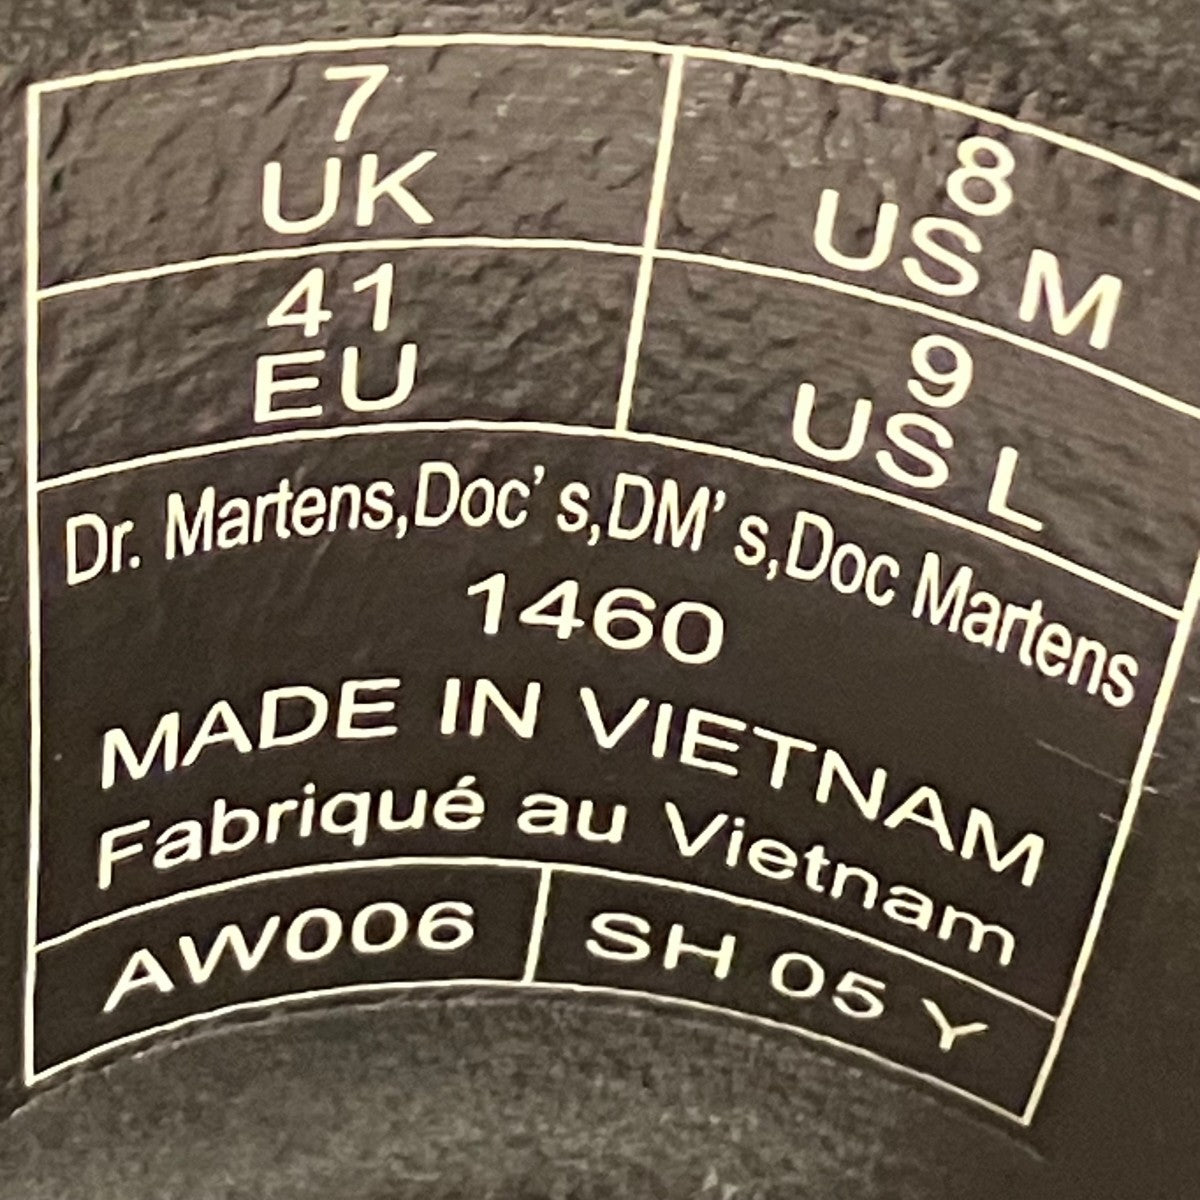 7
UK
8
US M
41
EU
9
US L
Dr. Martens,Doc's,DM's,Doc Martens
1460
MADE IN VIETNAM
Fabriqué au Vietnam
AW006
SH 05 Y